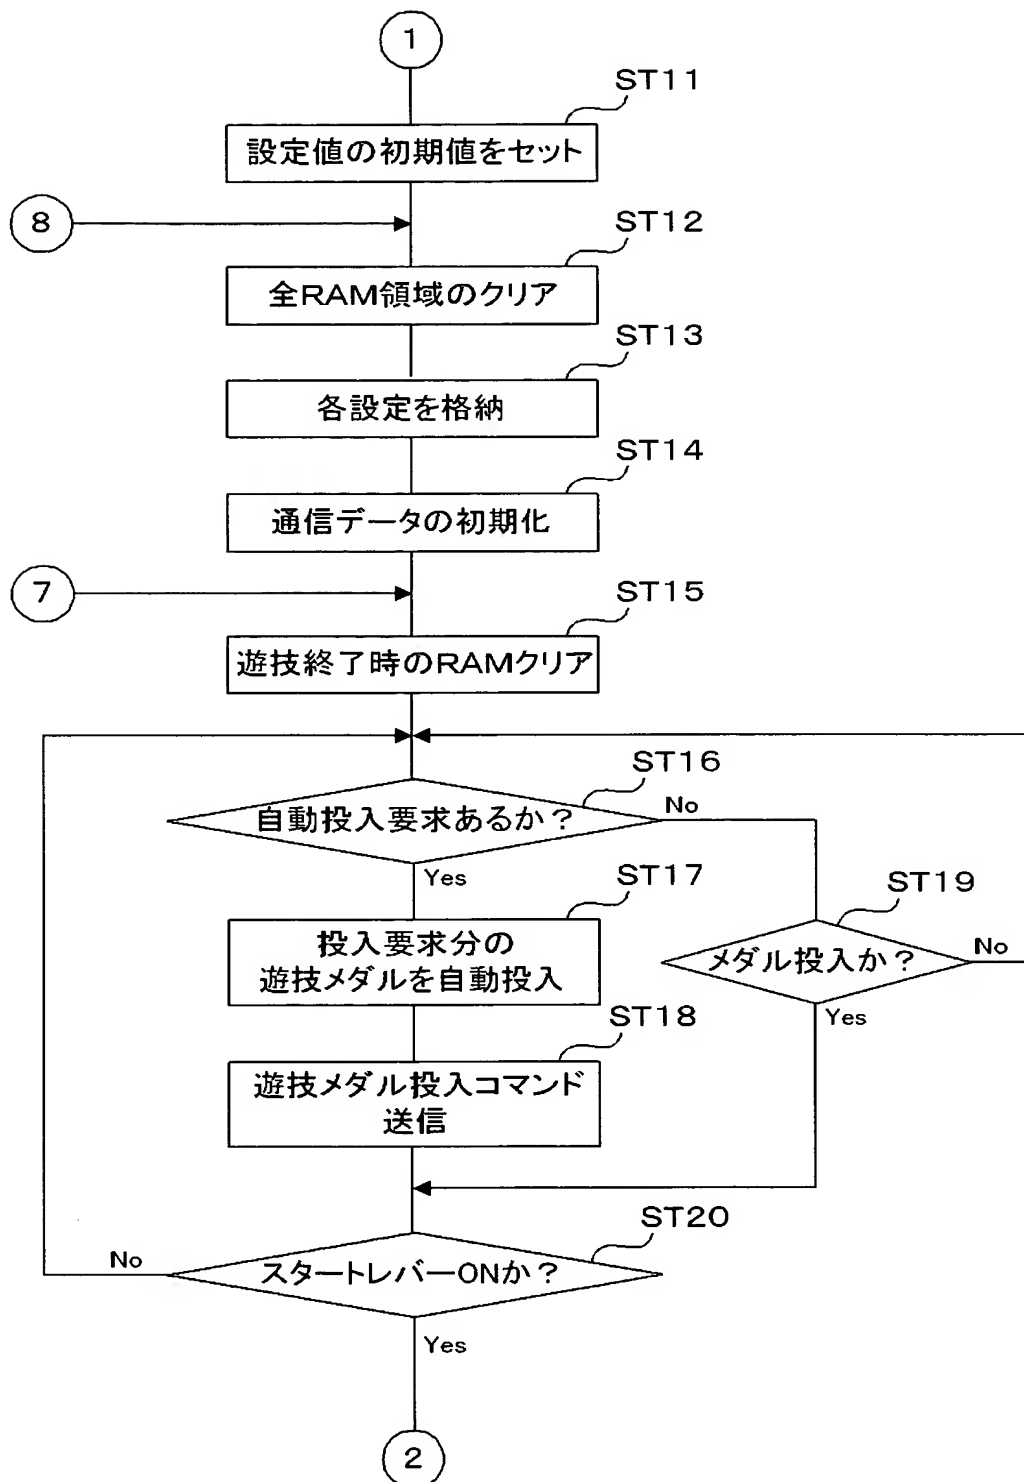 1
ST11
設定値の初期値をセット
8
ST12
全RAM領域のクリア
ST13
各設定を格納
ST14
通信データの初期化
7
ST15
遊技終了時のRAMクリア
ST16
自動投入要求あるか?
No
Yes
ST17
投入要求分の
遊技メダルを自動投入
ST19
メダル投入か?
No
Yes
ST18
遊技メダル投入コマンド
送信
ST20
スタートレバーONか?
No
Yes
2